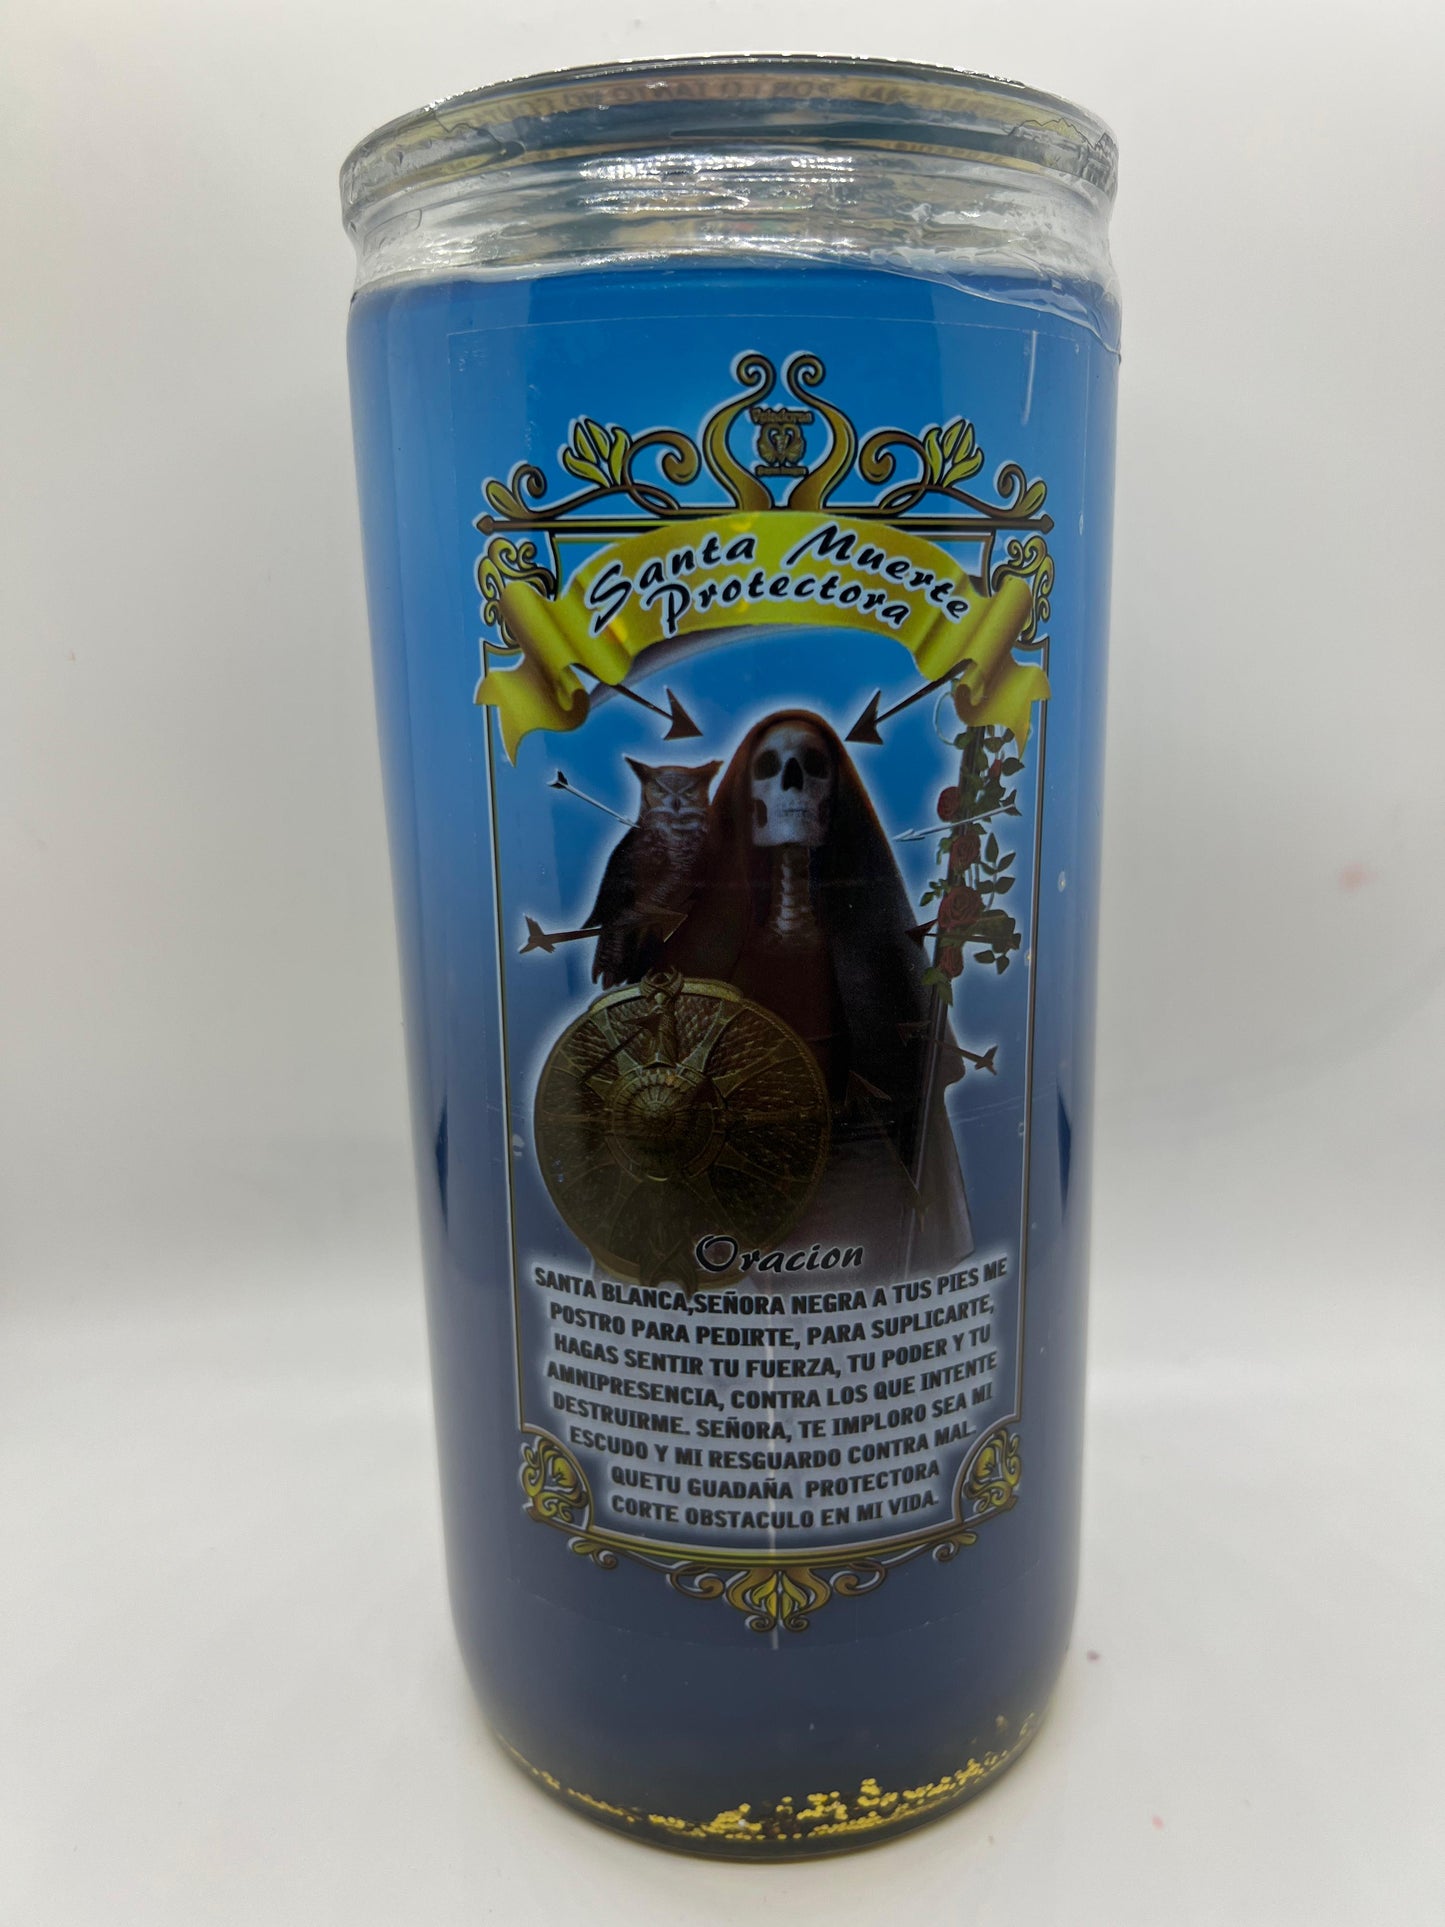 Santa Muerte
Protectora
Oracion
SANTA BLANCA,SEÑORA NEGRA A TUS PIES ME
POSTRO PARA PEDIRTE, PARA SUPLICARTE,
HAGAS SENTIR TU FUERZA, TU PODER Y TU
AMNIPRESENCIA, CONTRA LOS QUE INTENTE
DESTRUIRME. SEÑORA, TE IMPLORO SEA MI
ESCUDO Y MI RESGUARDO CONTRA MAL.
QUETU GUADAÑA PROTECTORA
CORTE OBSTACULO EN MI VIDA.